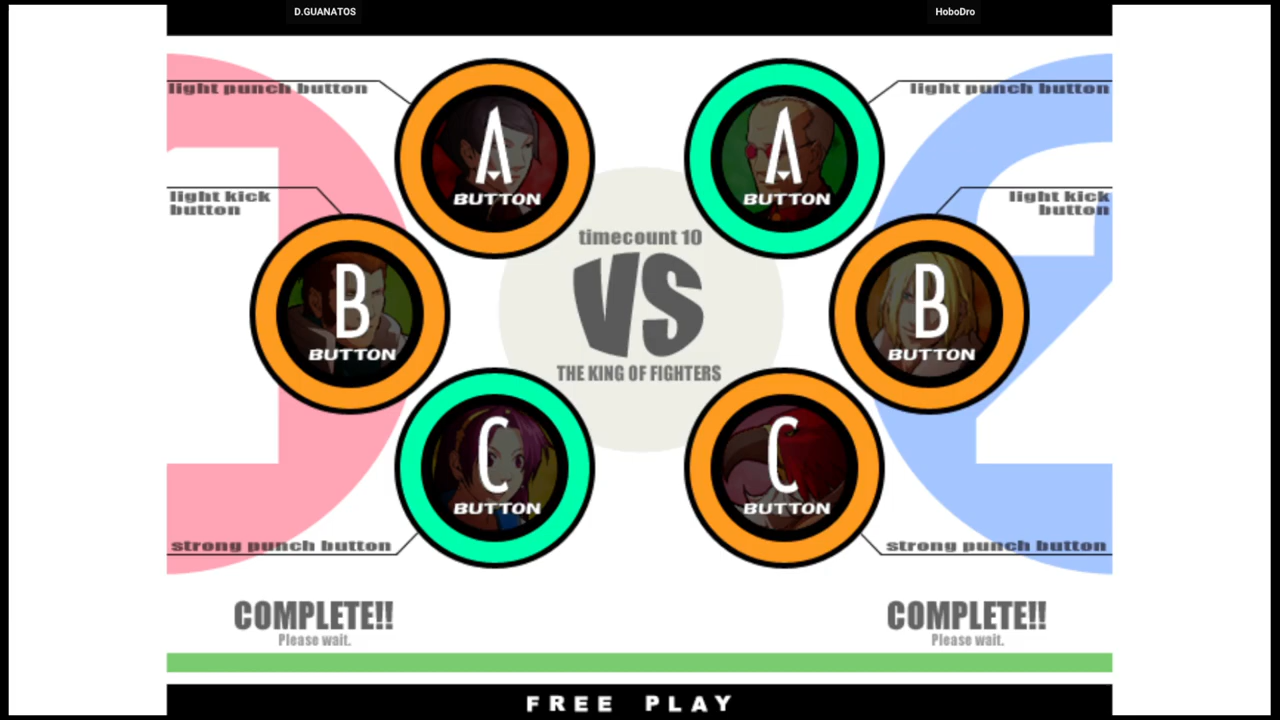 D.GUANATOS
HoboDro
light punch button
light punch button
A
BUTTON
A
BUTTON
light kick
button
light kick
button
B
BUTTON
B
BUTTON
timecount 10
VS
THE KING OF FIGHTERS
C
BUTTON
C
BUTTON
strong punch button
strong punch button
1
2
COMPLETE!!
Please wait.
COMPLETE!!
Please wait.
FREE PLAY